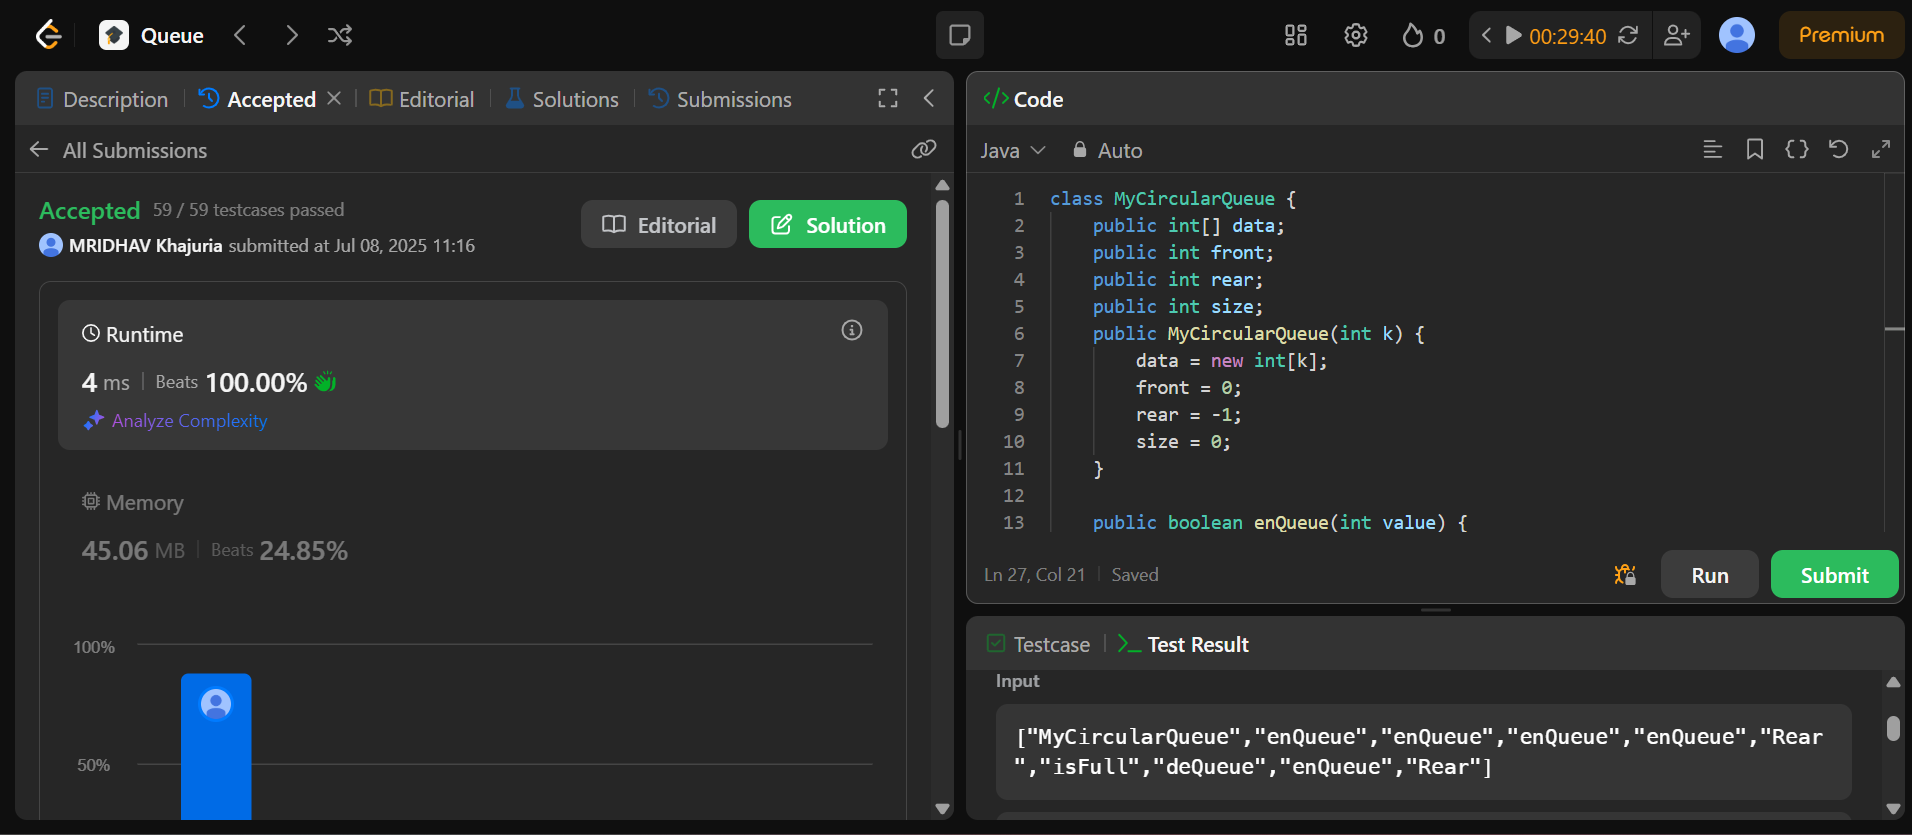 Queue
0
00:29:40
Premium
Description
Accepted
Editorial
Solutions
Submissions
All Submissions
Accepted 59 / 59 testcases passed
MRIDHAV Khajuria submitted at Jul 08, 2025 11:16
Editorial
Solution
Runtime
4 ms
Beats 100.00%
Analyze Complexity
Memory
45.06 MB
Beats 24.85%
100%
50%
</> Code
Java
Auto
1 class MyCircularQueue {
2 public int[] data;
3 public int front;
4 public int rear;
5 public int size;
6 public MyCircularQueue(int k) {
7 data = new int[k];
8 front = 0;
9 rear = -1;
10 size = 0;
11 }
12
13 public boolean enQueue(int value) {
Ln 27, Col 21
Saved
Run
Submit
Testcase
Test Result
Input
["MyCircularQueue","enQueue","enQueue","enQueue","enQueue","Rear
","isFull","deQueue","enQueue","Rear"]